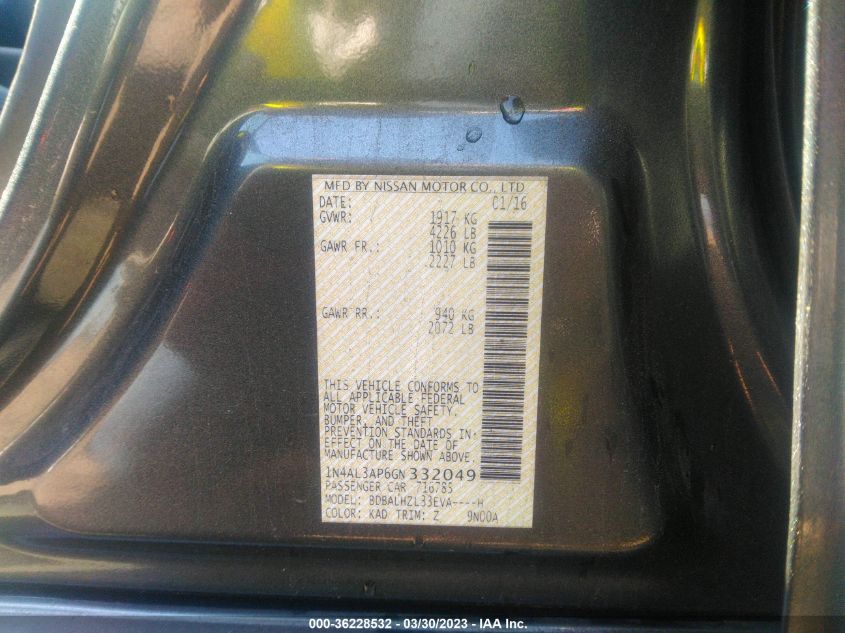 MFD BY NISSAN MOTOR CO., LTD
DATE: 01/16
GVWR: 1917 KG
4226 LB
GAWR FR.: 1010 KG
2227 LB
GAWR RR.: 940 KG
2072 LB
THIS VEHICLE CONFORMS TO
ALL APPLICABLE FEDERAL
MOTOR VEHICLE SAFETY,
BUMPER, AND THEFT
PREVENTION STANDARDS IN
EFFECT ON THE DATE OF
MANUFACTURE SHOWN ABOVE.
1N4AL3AP6GN332049
PASSENGER CAR 716785
MODEL: BDBALHZL33EVA----H
COLOR: KAD TRIM: Z 9N00A
000-36228532 - 03/30/2023 - IAA Inc.